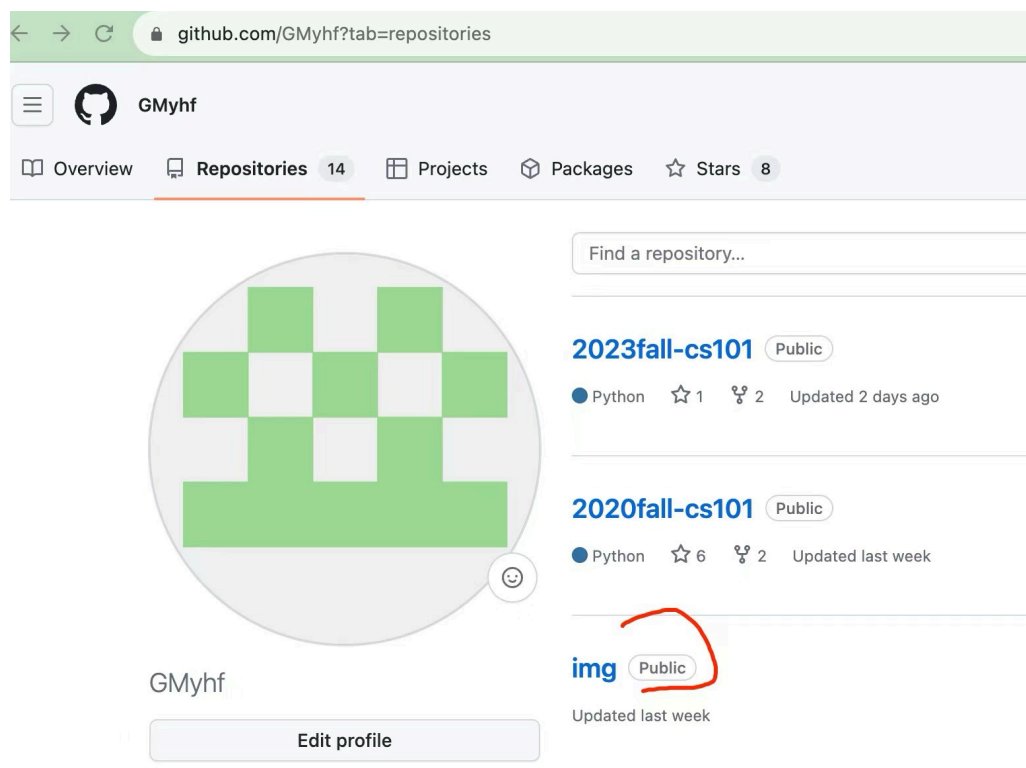 github.com/GMyhf?tab=repositories
GMyhf
Overview Repositories 14 Projects Packages Stars 8
Find a repository...
2023fall-cs101 Public
Python 1 2 Updated 2 days ago
2020fall-cs101 Public
Python 6 2 Updated last week
img Public
Updated last week
GMyhf
Edit profile